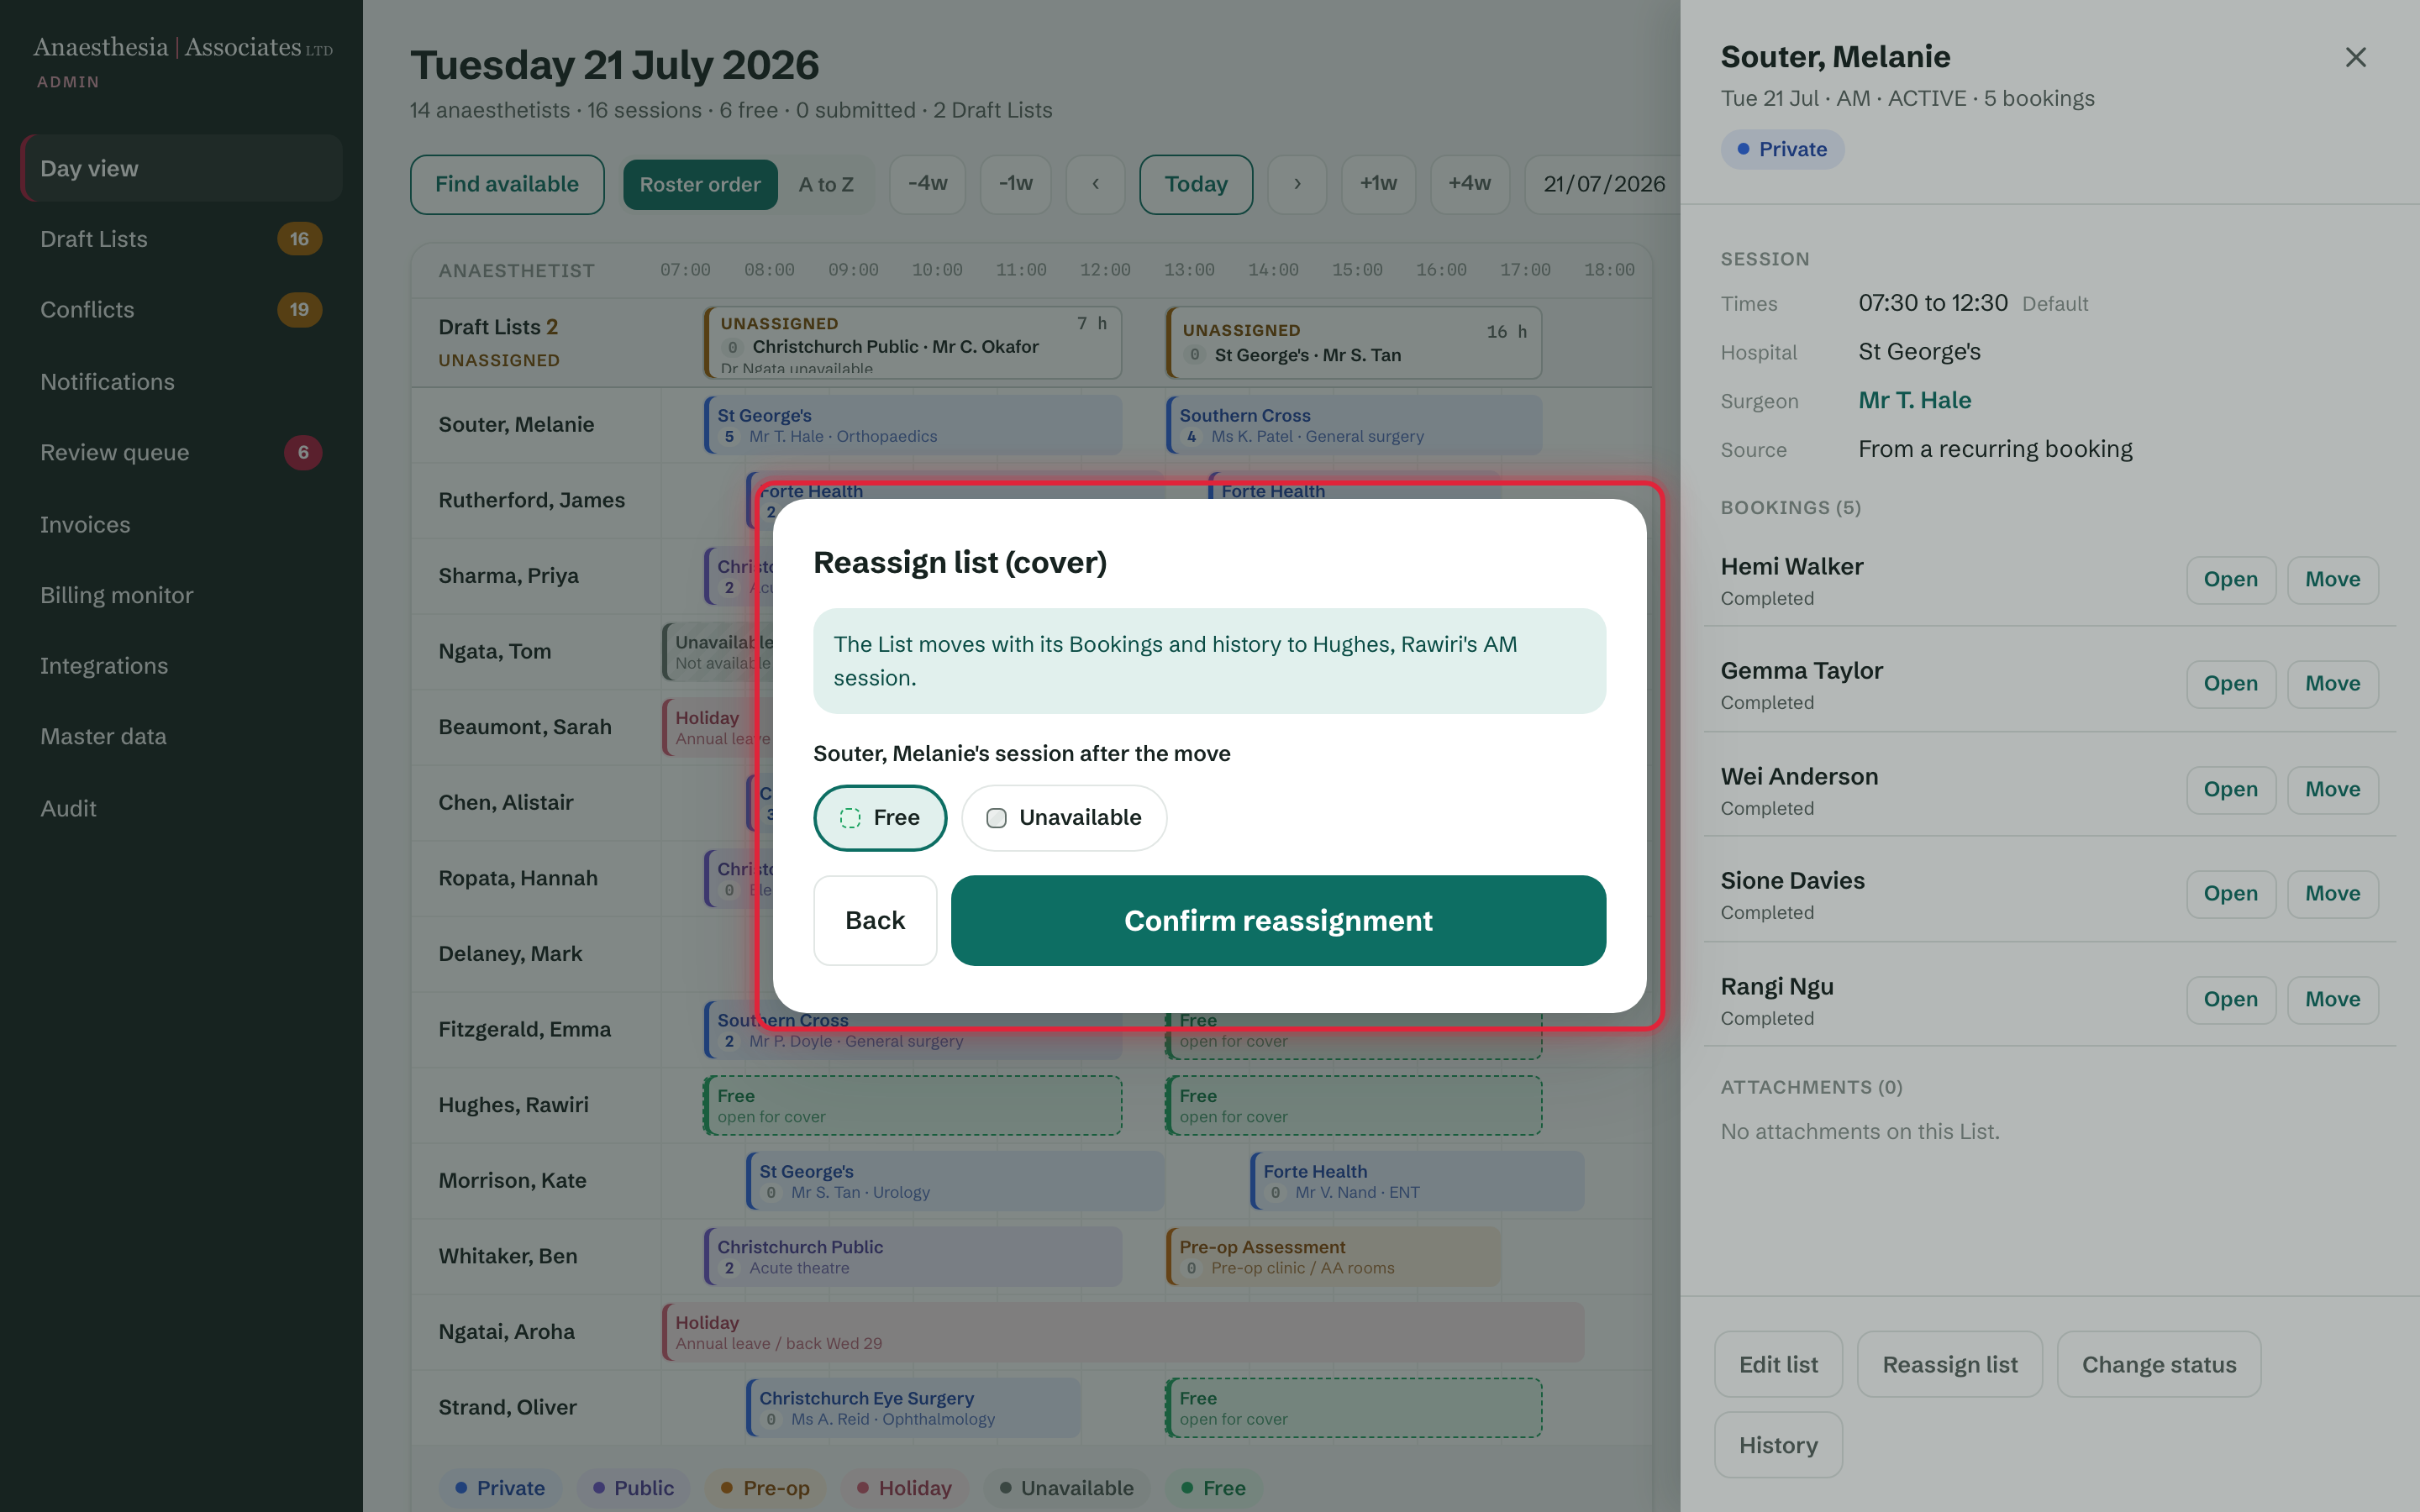 Anaesthesia | Associates LTD
ADMIN
Day view
Draft Lists 16
Conflicts 19
Notifications
Review queue 6
Invoices
Billing monitor
Integrations
Master data
Audit
Tuesday 21 July 2026
14 anaesthetists · 16 sessions · 6 free · 0 submitted · 2 Draft Lists
Find available Roster order A to Z -4w -1w ‹ Today › +1w +4w 21/07/2026
ANAESTHETIST 07:00 08:00 09:00 10:00 11:00 12:00 13:00 14:00 15:00 16:00 17:00 18:00
Draft Lists 2
UNASSIGNED
UNASSIGNED 7 h
0 Christchurch Public · Mr C. Okafor
Dr Ngata unavailable
UNASSIGNED 16 h
0 St George's · Mr S. Tan
Souter, Melanie
St George's
5 Mr T. Hale · Orthopaedics
Southern Cross
4 Ms K. Patel · General surgery
Rutherford, James
Forte Health
2
Forte Health
Sharma, Priya
2
Ngata, Tom
Unavailable
Not available
Beaumont, Sarah
Holiday
Annual leave
Chen, Alistair
Ropata, Hannah
0
Delaney, Mark
Fitzgerald, Emma
Southern Cross
2 Mr P. Doyle · General surgery
Free
open for cover
Hughes, Rawiri
Free
open for cover
Free
open for cover
Morrison, Kate
St George's
0 Mr S. Tan · Urology
Forte Health
0 Mr V. Nand · ENT
Whitaker, Ben
Christchurch Public
2 Acute theatre
Pre-op Assessment
0 Pre-op clinic / AA rooms
Ngatai, Aroha
Holiday
Annual leave / back Wed 29
Strand, Oliver
Christchurch Eye Surgery
0 Ms A. Reid · Ophthalmology
Free
open for cover
Private Public Pre-op Holiday Unavailable Free
Reassign list (cover)
The List moves with its Bookings and history to Hughes, Rawiri's AM
session.
Souter, Melanie's session after the move
Free Unavailable
Back Confirm reassignment
Souter, Melanie
Tue 21 Jul · AM · ACTIVE · 5 bookings
Private
SESSION
Times 07:30 to 12:30 Default
Hospital St George's
Surgeon Mr T. Hale
Source From a recurring booking
BOOKINGS (5)
Hemi Walker
Completed
Open Move
Gemma Taylor
Completed
Open Move
Wei Anderson
Completed
Open Move
Sione Davies
Completed
Open Move
Rangi Ngu
Completed
Open Move
ATTACHMENTS (0)
No attachments on this List.
Edit list Reassign list Change status
History